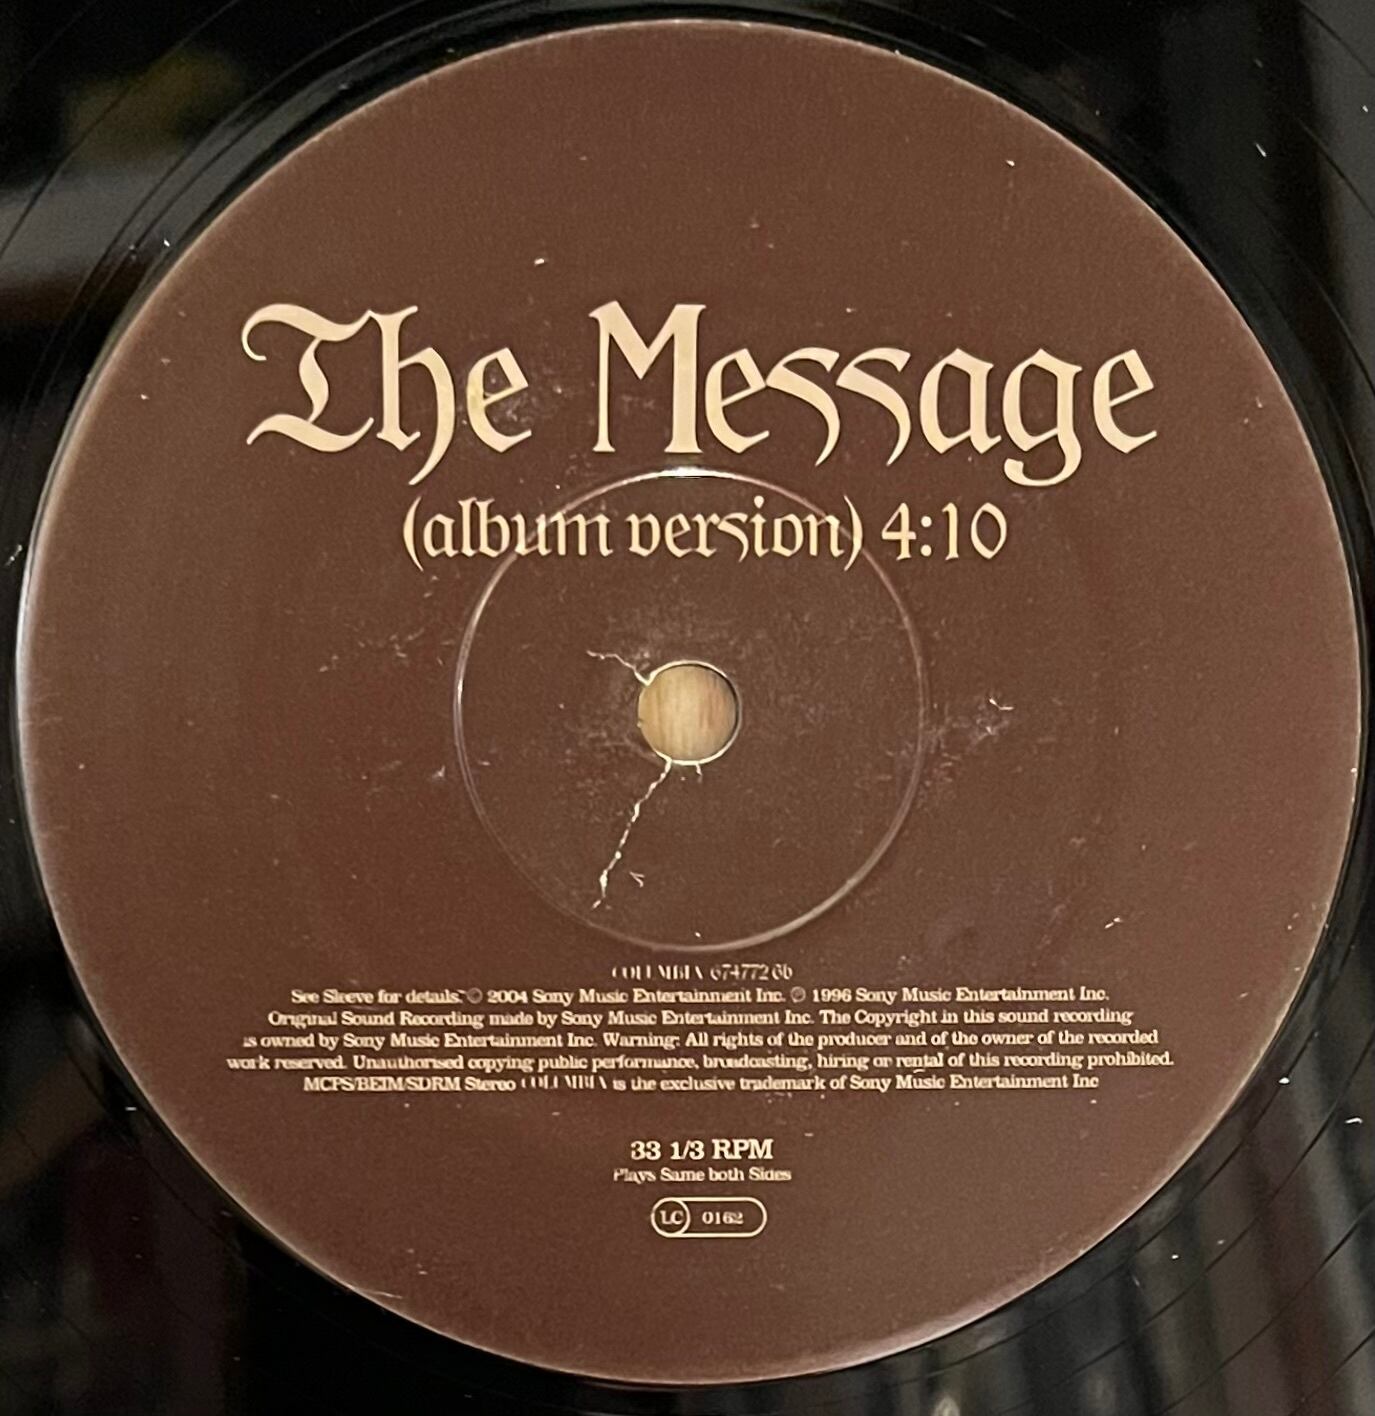 The Message
(album version) 4:10
COLUMBIA 674772 6b
See Sleeve for details. © 2004 Sony Music Entertainment Inc. ℗ 1996 Sony Music Entertainment Inc.
Original Sound Recording made by Sony Music Entertainment Inc. The Copyright in this sound recording
is owned by Sony Music Entertainment Inc. Warning: All rights of the producer and of the owner of the recorded
work reserved. Unauthorised copying public performance, broadcasting, hiring or rental of this recording prohibited.
MCPS/BEIM/SDRM Stereo COLUMBIA is the exclusive trademark of Sony Music Entertainment Inc
33 1/3 RPM
Plays Same both Sides
LC 0162